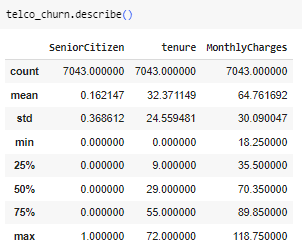 telco_churn.describe()
SeniorCitizen tenure MonthlyCharges
count 7043.000000 7043.000000 7043.000000
mean 0.162147 32.371149 64.761692
std 0.368612 24.559481 30.090047
min 0.000000 0.000000 18.250000
25% 0.000000 9.000000 35.500000
50% 0.000000 29.000000 70.350000
75% 0.000000 55.000000 89.850000
max 1.000000 72.000000 118.750000